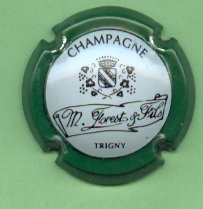 CHAMPAGNE
M. Forest & Fils
TRIGNY